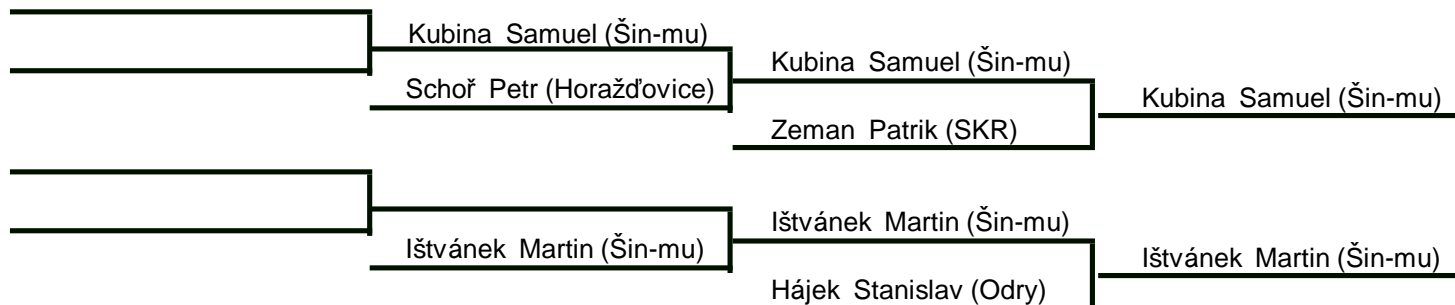 Kubina Samuel (Šin-mu)
Schoř Petr (Horažďovice)
Kubina Samuel (Šin-mu)
Zeman Patrik (SKR)
Kubina Samuel (Šin-mu)
Ištvánek Martin (Šin-mu)
Ištvánek Martin (Šin-mu)
Hájek Stanislav (Odry)
Ištvánek Martin (Šin-mu)